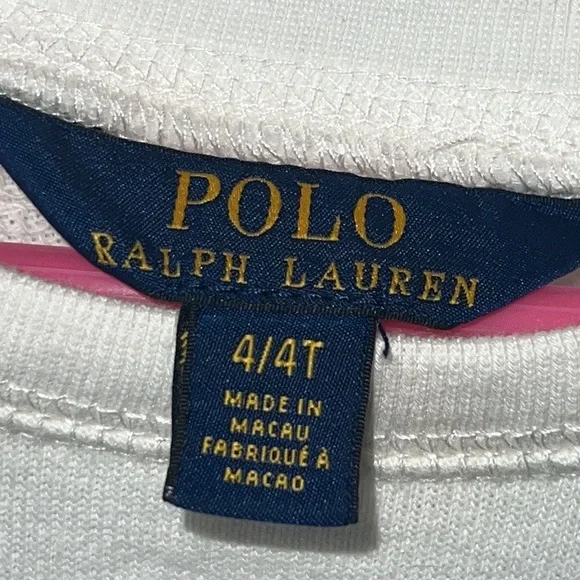 POLO
RALPH LAUREN
4/4T
MADE IN
MACAU
FABRIQUÉ À
MACAO